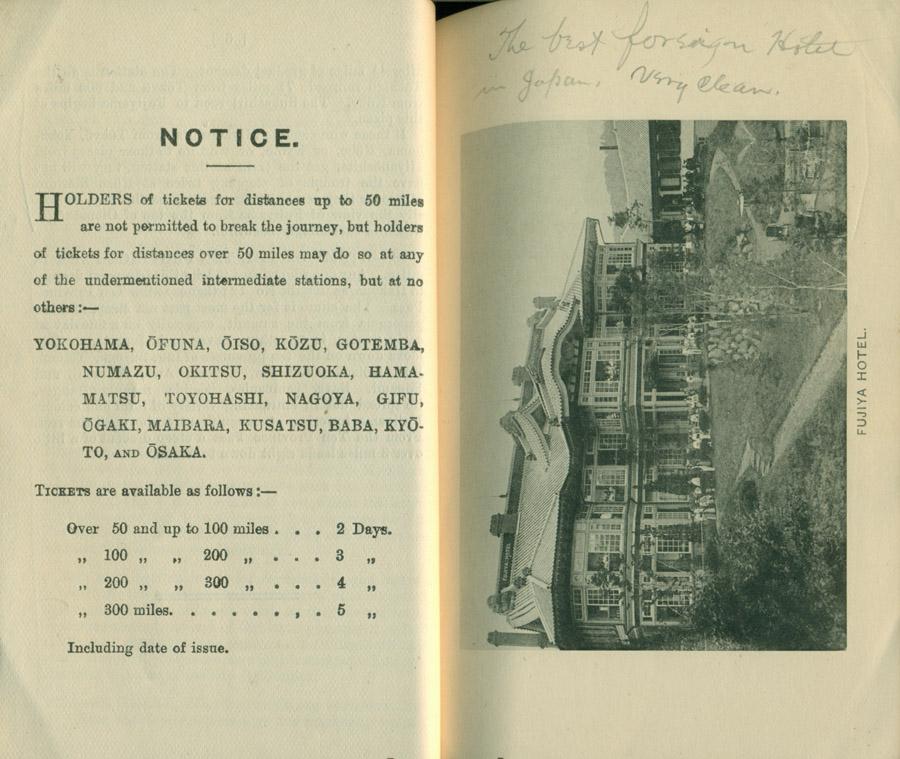 NOTICE.
HOLDERS of tickets for distances up to 50 miles
are not permitted to break the journey, but holders
of tickets for distances over 50 miles may do so at any
of the undermentioned intermediate stations, but at no
others:—
YOKOHAMA, ŌFUNA, ŌISO, KŌZU, GOTEMBA,
NUMAZU, OKITSU, SHIZUOKA, HAMA-
MATSU, TOYOHASHI, NAGOYA, GIFU,
ŌGAKI, MAIBARA, KUSATSU, BABA, KYŌ-
TO, AND ŌSAKA.
TICKETS are available as follows:—
Over 50 and up to 100 miles . . . 2 Days.
„ 100 „ „ 200 „ . . . 3 „
„ 200 „ „ 300 „ . . . 4 „
„ 300 miles. . . . . . , . 5 „
Including date of issue.
The best foreign Hotel
in Japan. Very clean.
FUJIYA HOTEL.